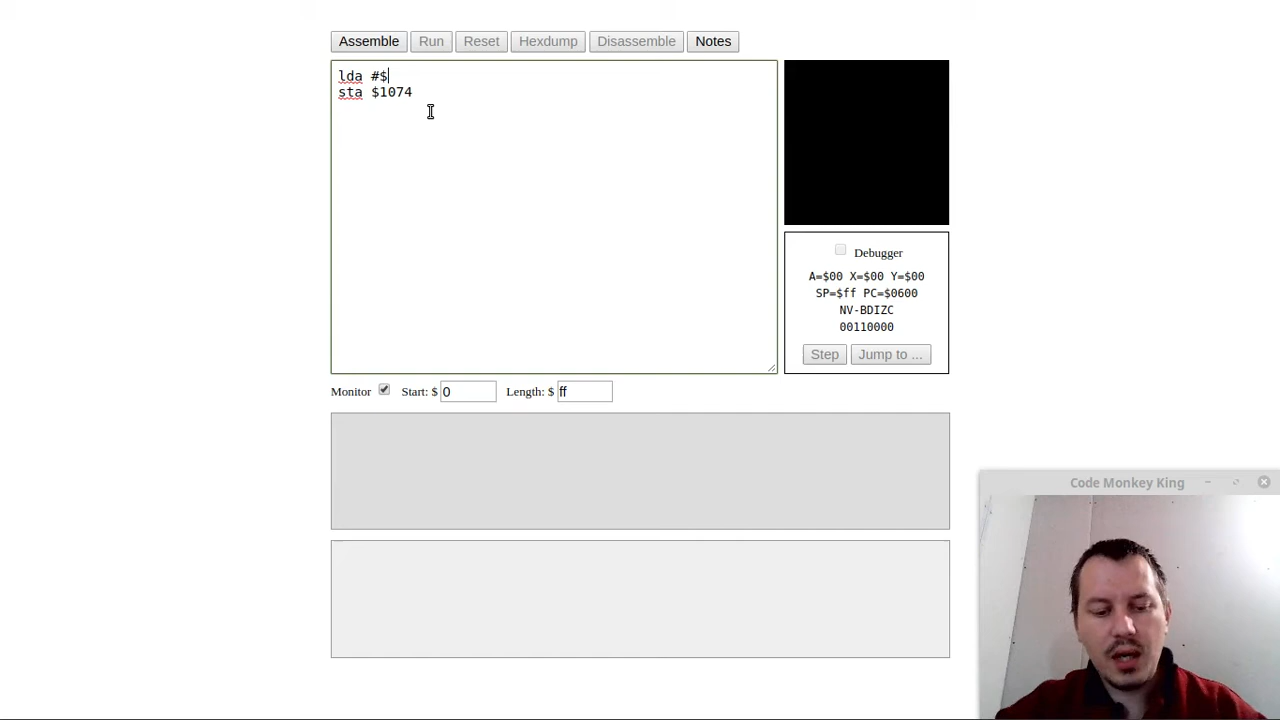 Assemble Run Reset Hexdump Disassemble Notes
lda #$
sta $1074
Debugger
A=$00 X=$00 Y=$00
SP=$ff PC=$0600
NV-BDIZC
00110000
Step Jump to ...
Monitor Start: $ 0 Length: $ ff
Code Monkey King